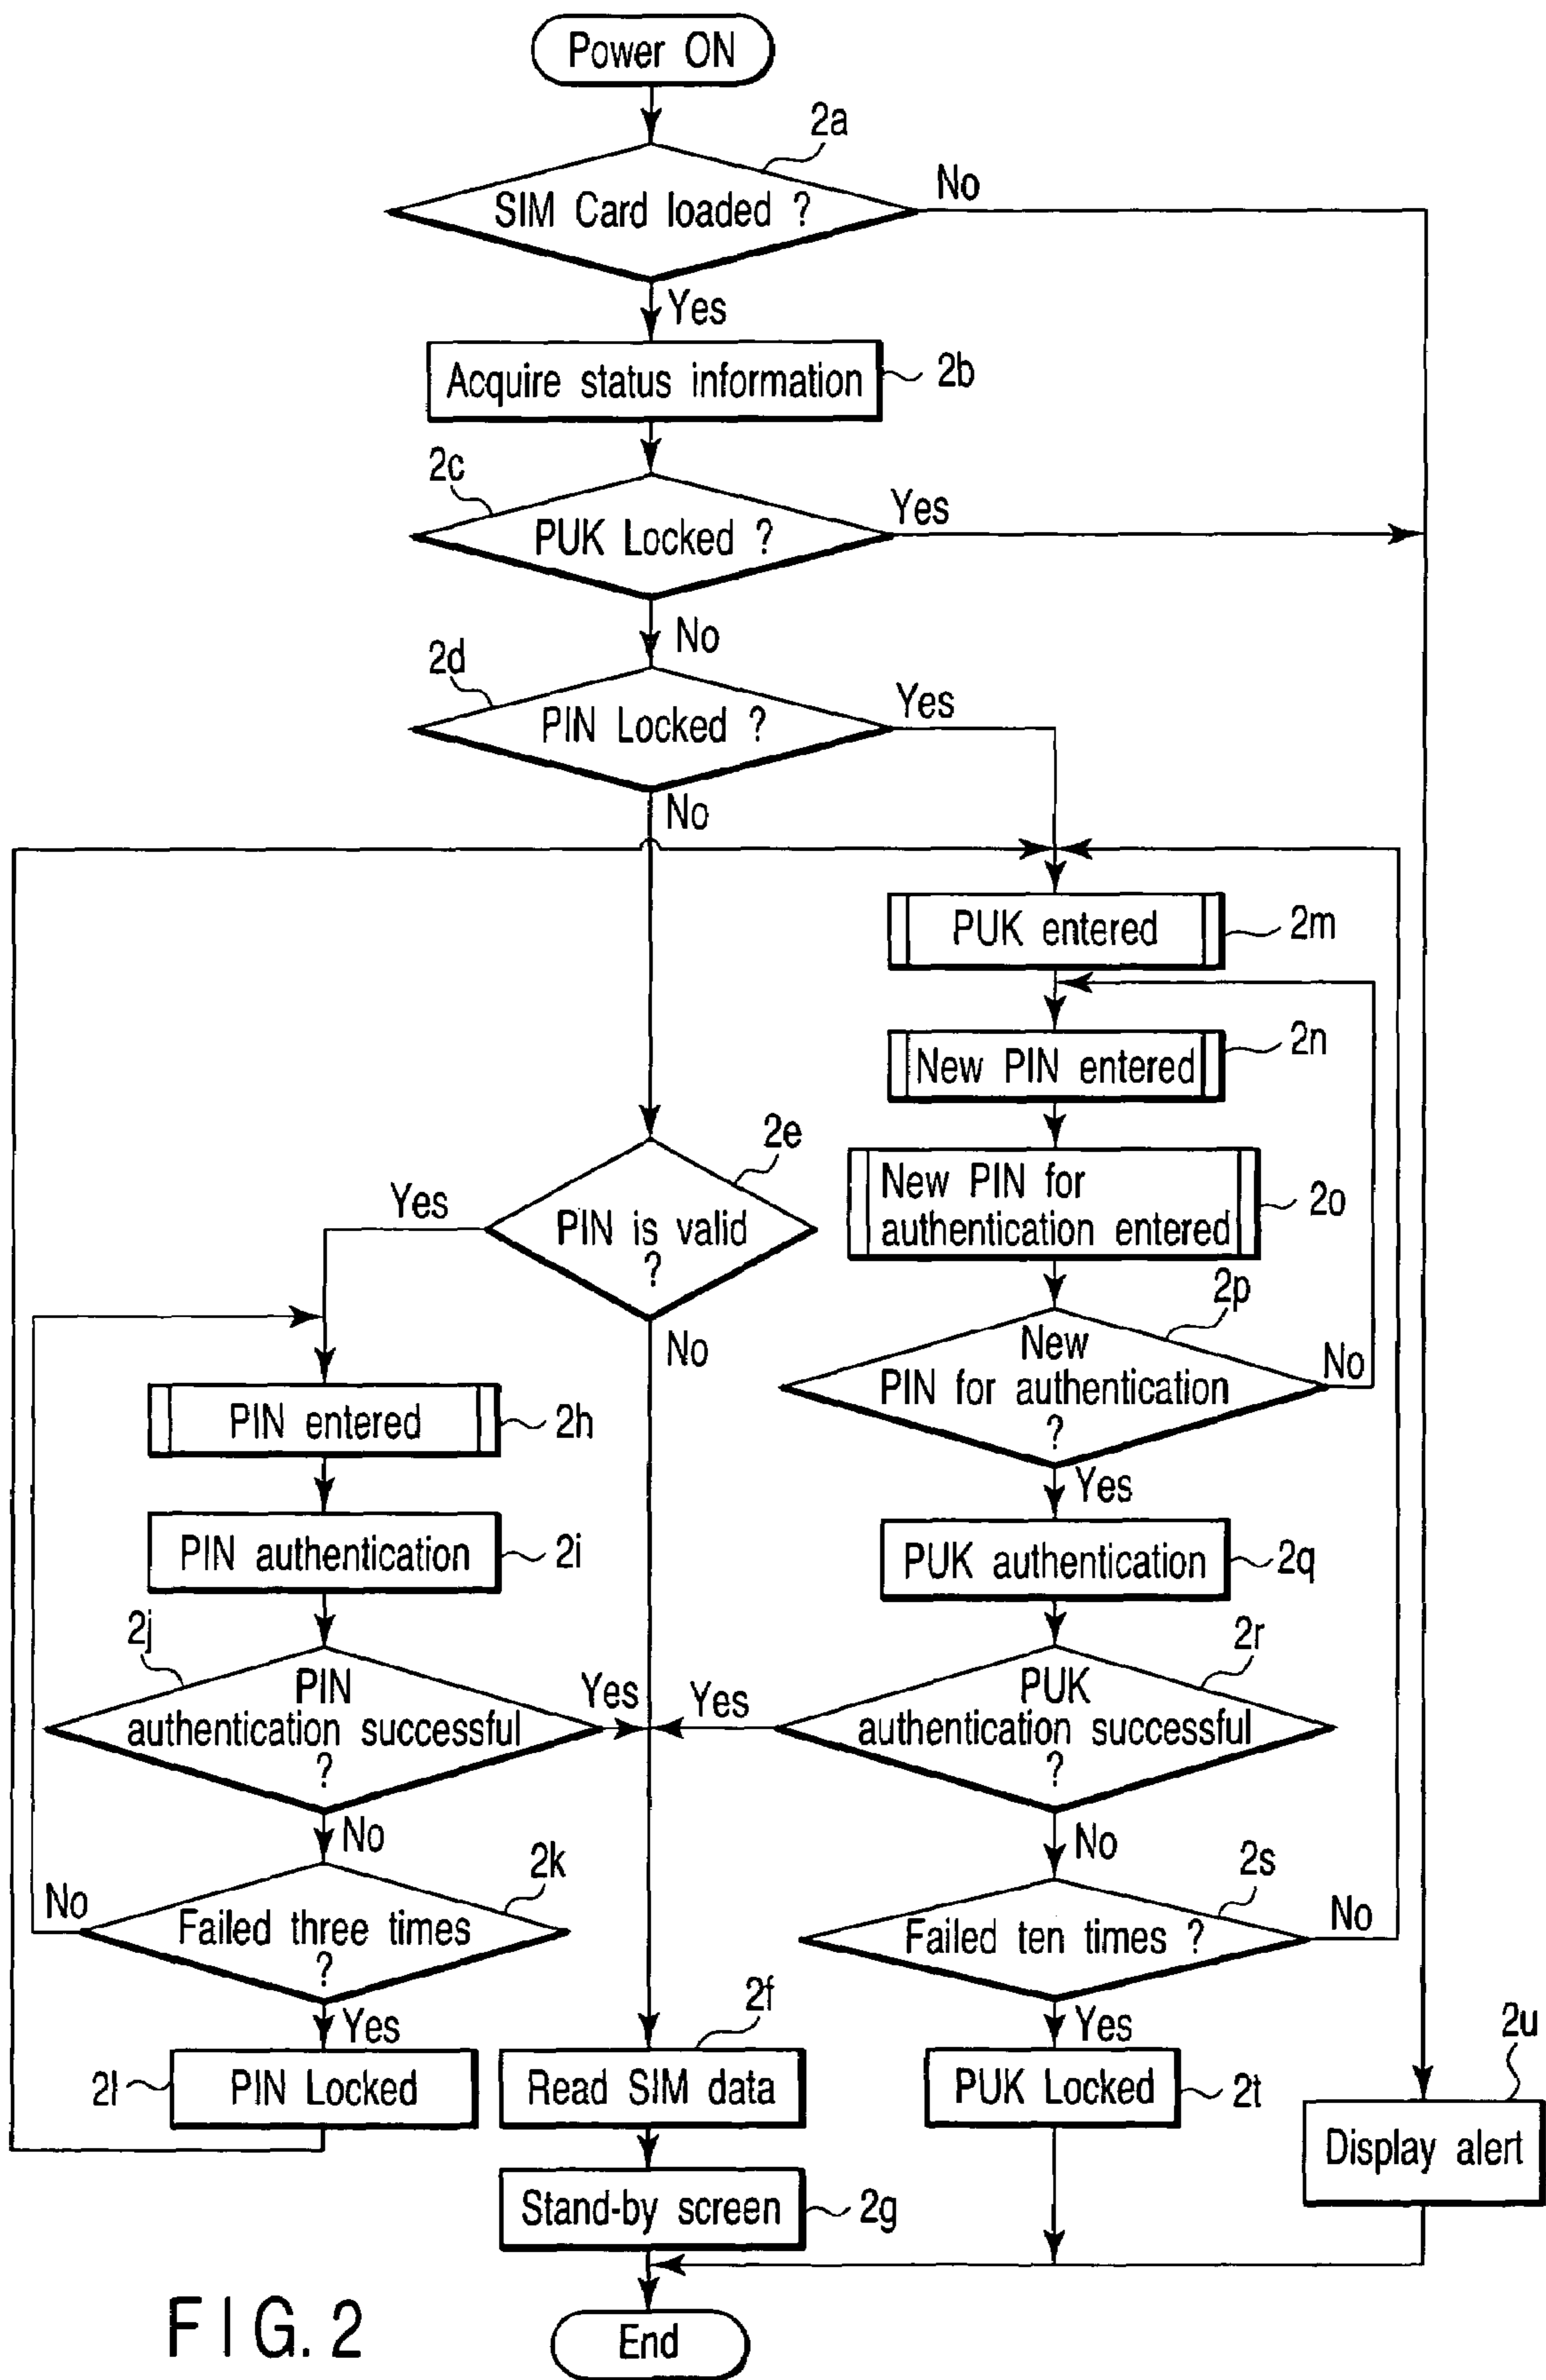 Power ON
2a
SIM Card loaded ?
No
Yes
Acquire status information
2b
2c
PUK Locked ?
Yes
No
2d
PIN Locked ?
Yes
No
PUK entered
2m
New PIN entered
2n
2e
PIN is valid
?
Yes
No
New PIN for
authentication entered
2o
2p
New
PIN for authentication
?
No
Yes
PIN entered
2h
PIN authentication
2i
PUK authentication
2q
2j
PIN
authentication successful
?
Yes
No
2r
PUK
authentication successful
?
Yes
No
2k
Failed three times
?
No
Yes
2s
Failed ten times ?
No
Yes
2l
PIN Locked
2f
Read SIM data
PUK Locked
2t
2u
Display alert
Stand-by screen
2g
End
FIG. 2